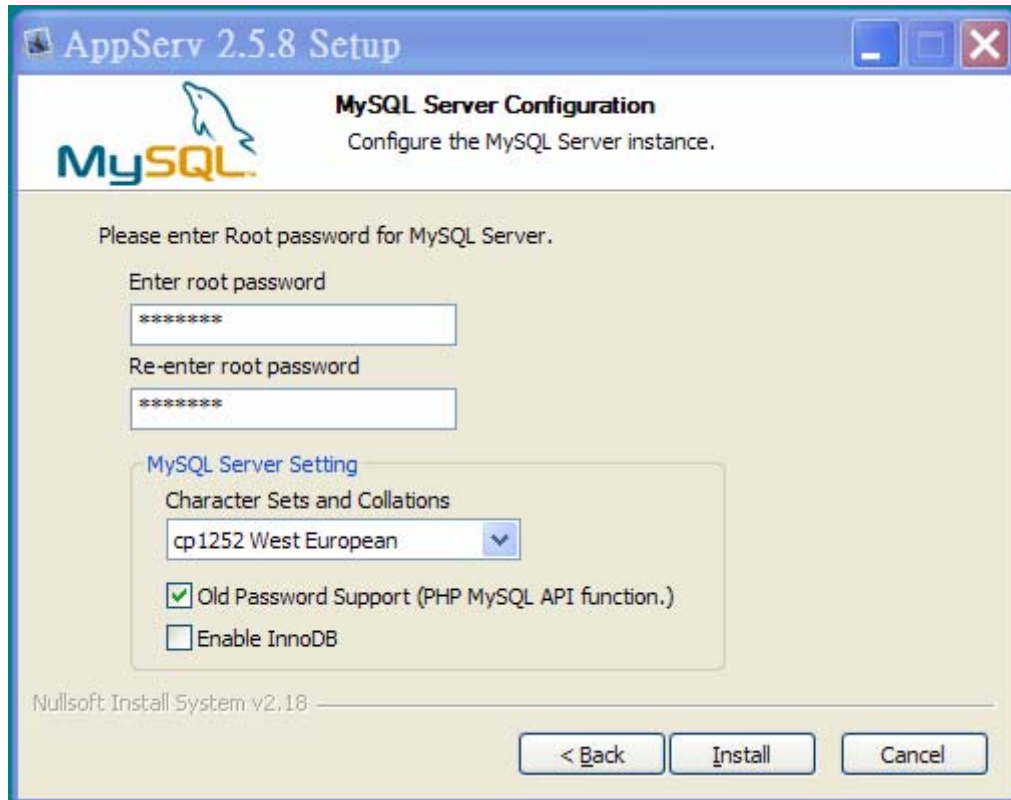 AppServ 2.5.8 Setup
MySQL Server Configuration
Configure the MySQL Server instance.
MySQL
Please enter Root password for MySQL Server.
Enter root password
*******
Re-enter root password
*******
MySQL Server Setting
Character Sets and Collations
cp1252 West European
Old Password Support (PHP MySQL API function.)
Enable InnoDB
Nullsoft Install System v2.18
< Back Install Cancel